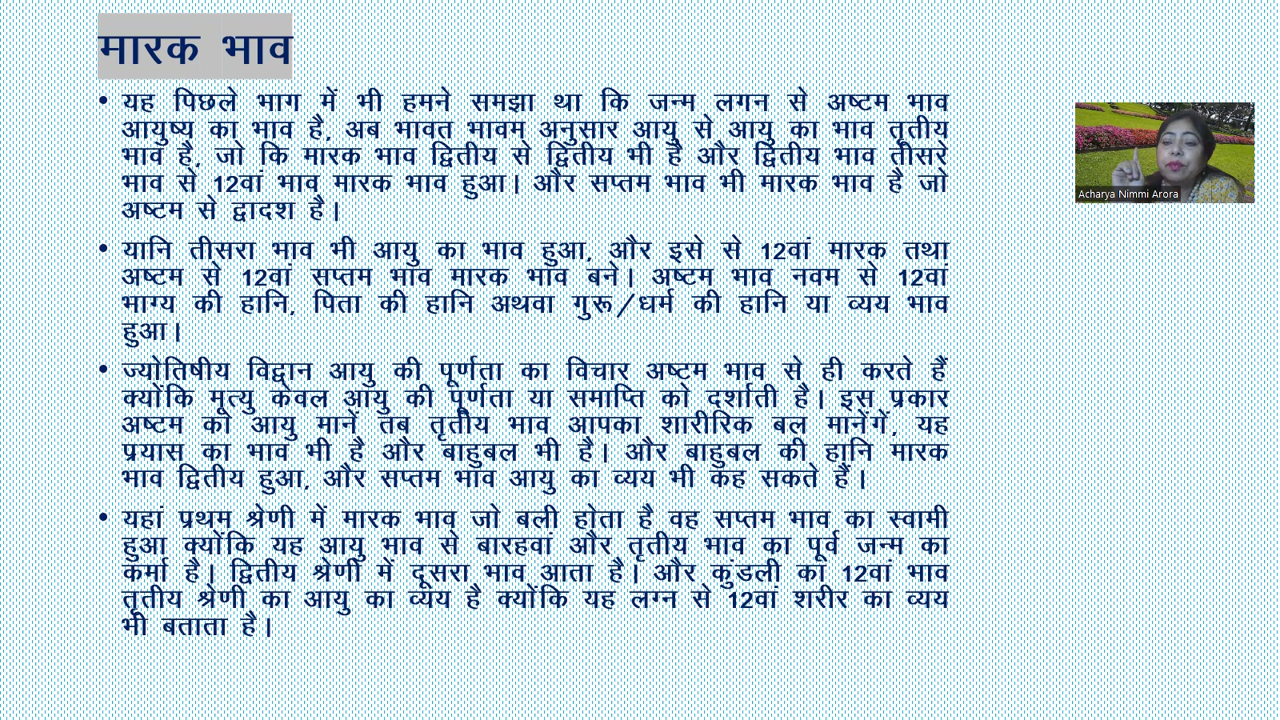 मारक भाव
• यह पिछले भाग में भी हमने समझा था कि जन्म लगन से अष्टम भाव
आयुष्य का भाव है, अब भावत भावम अनुसार आयु से आयु का भाव तृतीय
भाव है, जो कि मारक भाव द्वितीय से द्वितीय भी है और द्वितीय भाव तीसरे
भाव से 12वां भाव मारक भाव हुआ। और सप्तम भाव भी मारक भाव है जो
अष्टम से द्वादश है।
• यानि तीसरा भाव भी आयु का भाव हुआ, और इसे से 12वां मारक तथा
अष्टम से 12वां सप्तम भाव मारक भाव बने। अष्टम भाव नवम से 12वां
भाग्य की हानि, पिता की हानि अथवा गुरू/धर्म की हानि या व्यय भाव
हुआ।
• ज्योतिषीय विद्वान आयु की पूर्णता का विचार अष्टम भाव से ही करते हैं
क्योंकि मृत्यु केवल आयु की पूर्णता या समाप्ति को दर्शाती है। इस प्रकार
अष्टम को आयु मानें तब तृतीय भाव आपका शारीरिक बल मानेंगें, यह
प्रयास का भाव भी है और बाहुबल भी है। और बाहुबल की हानि मारक
भाव द्वितीय हुआ, और सप्तम भाव आयु का व्यय भी कह सकते हैं।
• यहां प्रथम श्रेणी में मारक भाव जो बली होता है वह सप्तम भाव का स्वामी
हुआ क्योंकि यह आयु भाव से बारहवां और तृतीय भाव का पूर्व जन्म का
कर्मा है। द्वितीय श्रेणी में दूसरा भाव आता है। और कुंडली का 12वां भाव
तृतीय श्रेणी का आयु का व्यय है क्योंकि यह लग्न से 12वां शरीर का व्यय
भी बताता है।
Acharya Nimmi Arora